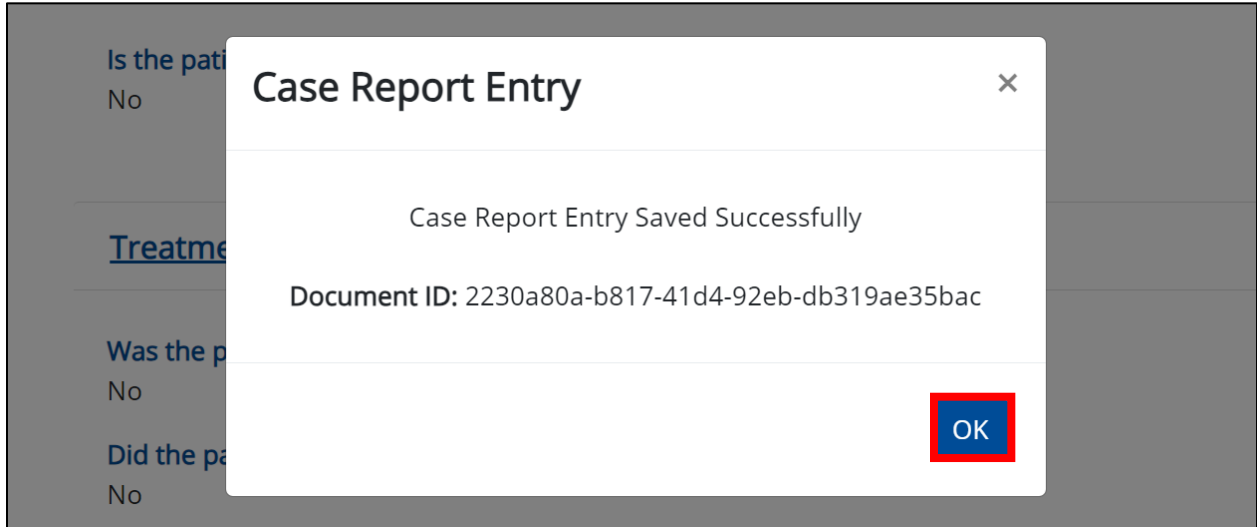 Is the pati
No
Case Report Entry
×
Case Report Entry Saved Successfully
Treatme
Document ID: 2230a80a-b817-41d4-92eb-db319ae35bac
Was the p
No
OK
Did the pa
No